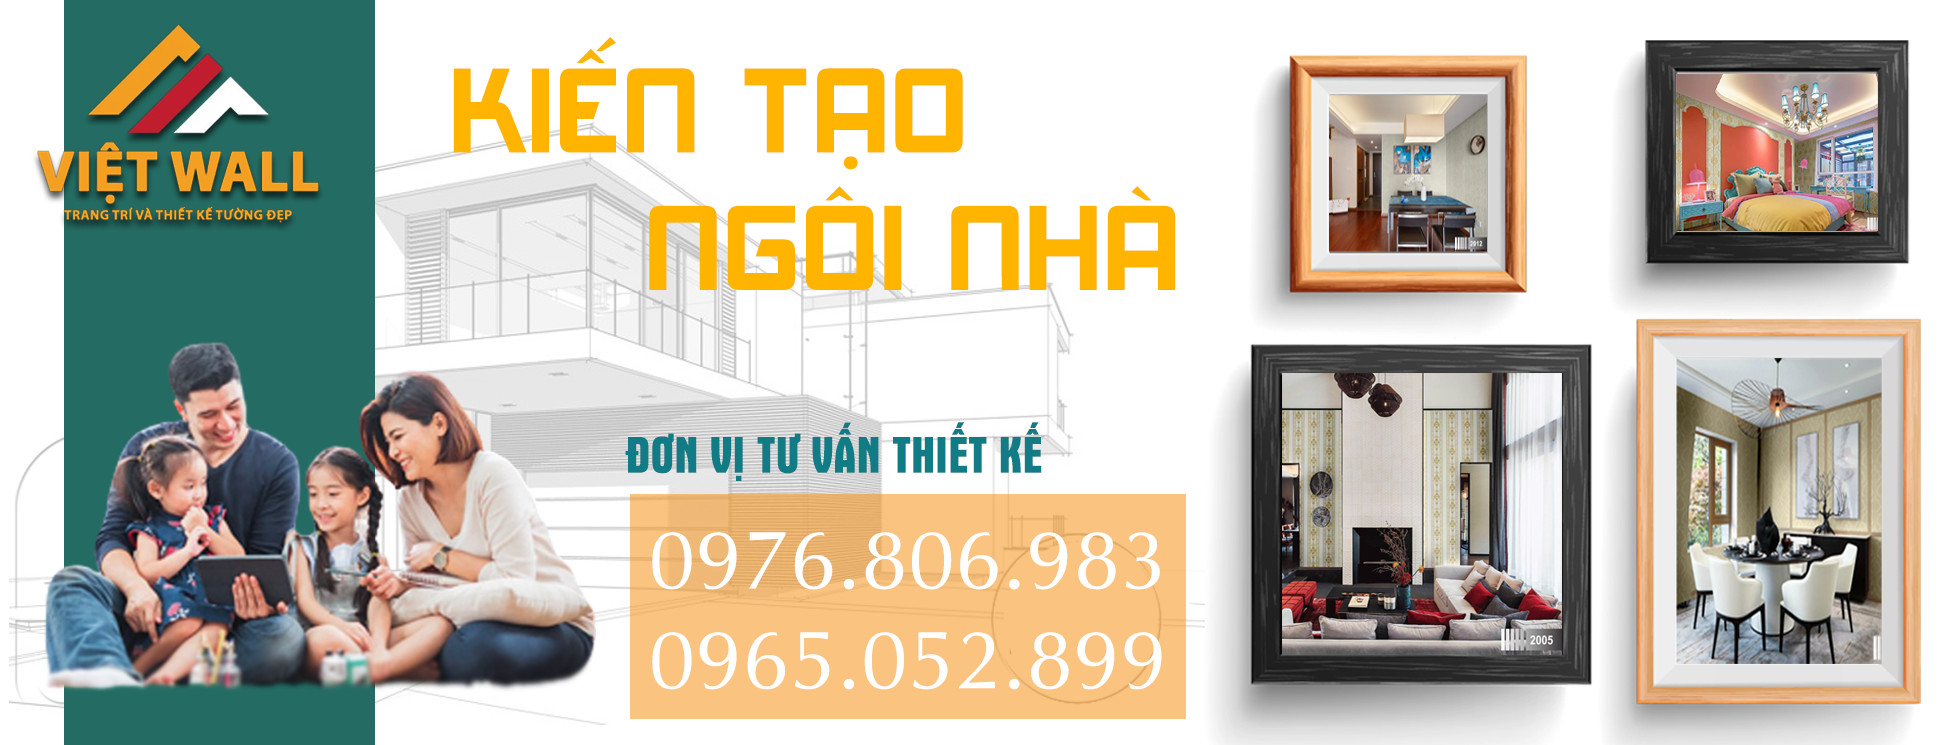 VIỆT WALL
TRANG TRÍ VÀ THIẾT KẾ TƯỜNG ĐẸP
KIẾN TẠO
NGÔI NHÀ
ĐƠN VỊ TƯ VẤN THIẾT KẾ
0976.806.983
0965.052.899
2012
2005